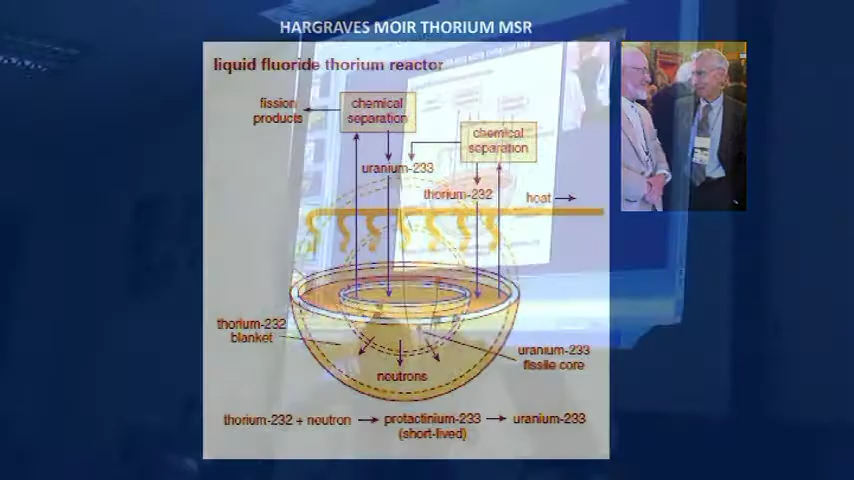 HARGRAVES MOIR THORIUM MSR
liquid fluoride thorium reactor
fission
products
chemical
separation
chemical
separation
uranium-233
thorium-232
heat
thorium-232
blanket
uranium-233
fissile core
neutrons
thorium-232 + neutron → protactinium-233 → uranium-233
(short-lived)